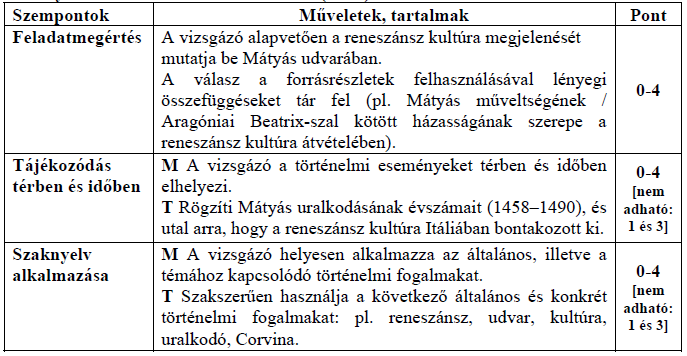 Szempontok Műveletek, tartalmak Pont
Feladatmegértés
A vizsgázó alapvetően a reneszánsz kultúra megjelenését
mutatja be Mátyás udvarában.
A válasz a forrásrészletek felhasználásával lényegi
összefüggéseket tár fel (pl. Mátyás műveltségének /
Aragóniai Beatrix-szal kötött házasságának szerepe a
reneszánsz kultúra átvételében).
0-4
Tájékozódás
térben és időben
M A vizsgázó a történelmi eseményeket térben és időben
elhelyezi.
T Rögzíti Mátyás uralkodásának évszámait (1458–1490), és
utal arra, hogy a reneszánsz kultúra Itáliában bontakozott ki.
0-4
[nem
adható:
1 és 3]
Szaknyelv
alkalmazása
M A vizsgázó helyesen alkalmazza az általános, illetve a
témához kapcsolódó történelmi fogalmakat.
T Szakszerűen használja a következő általános és konkrét
történelmi fogalmakat: pl. reneszánsz, udvar, kultúra,
uralkodó, Corvina.
0-4
[nem
adható:
1 és 3]